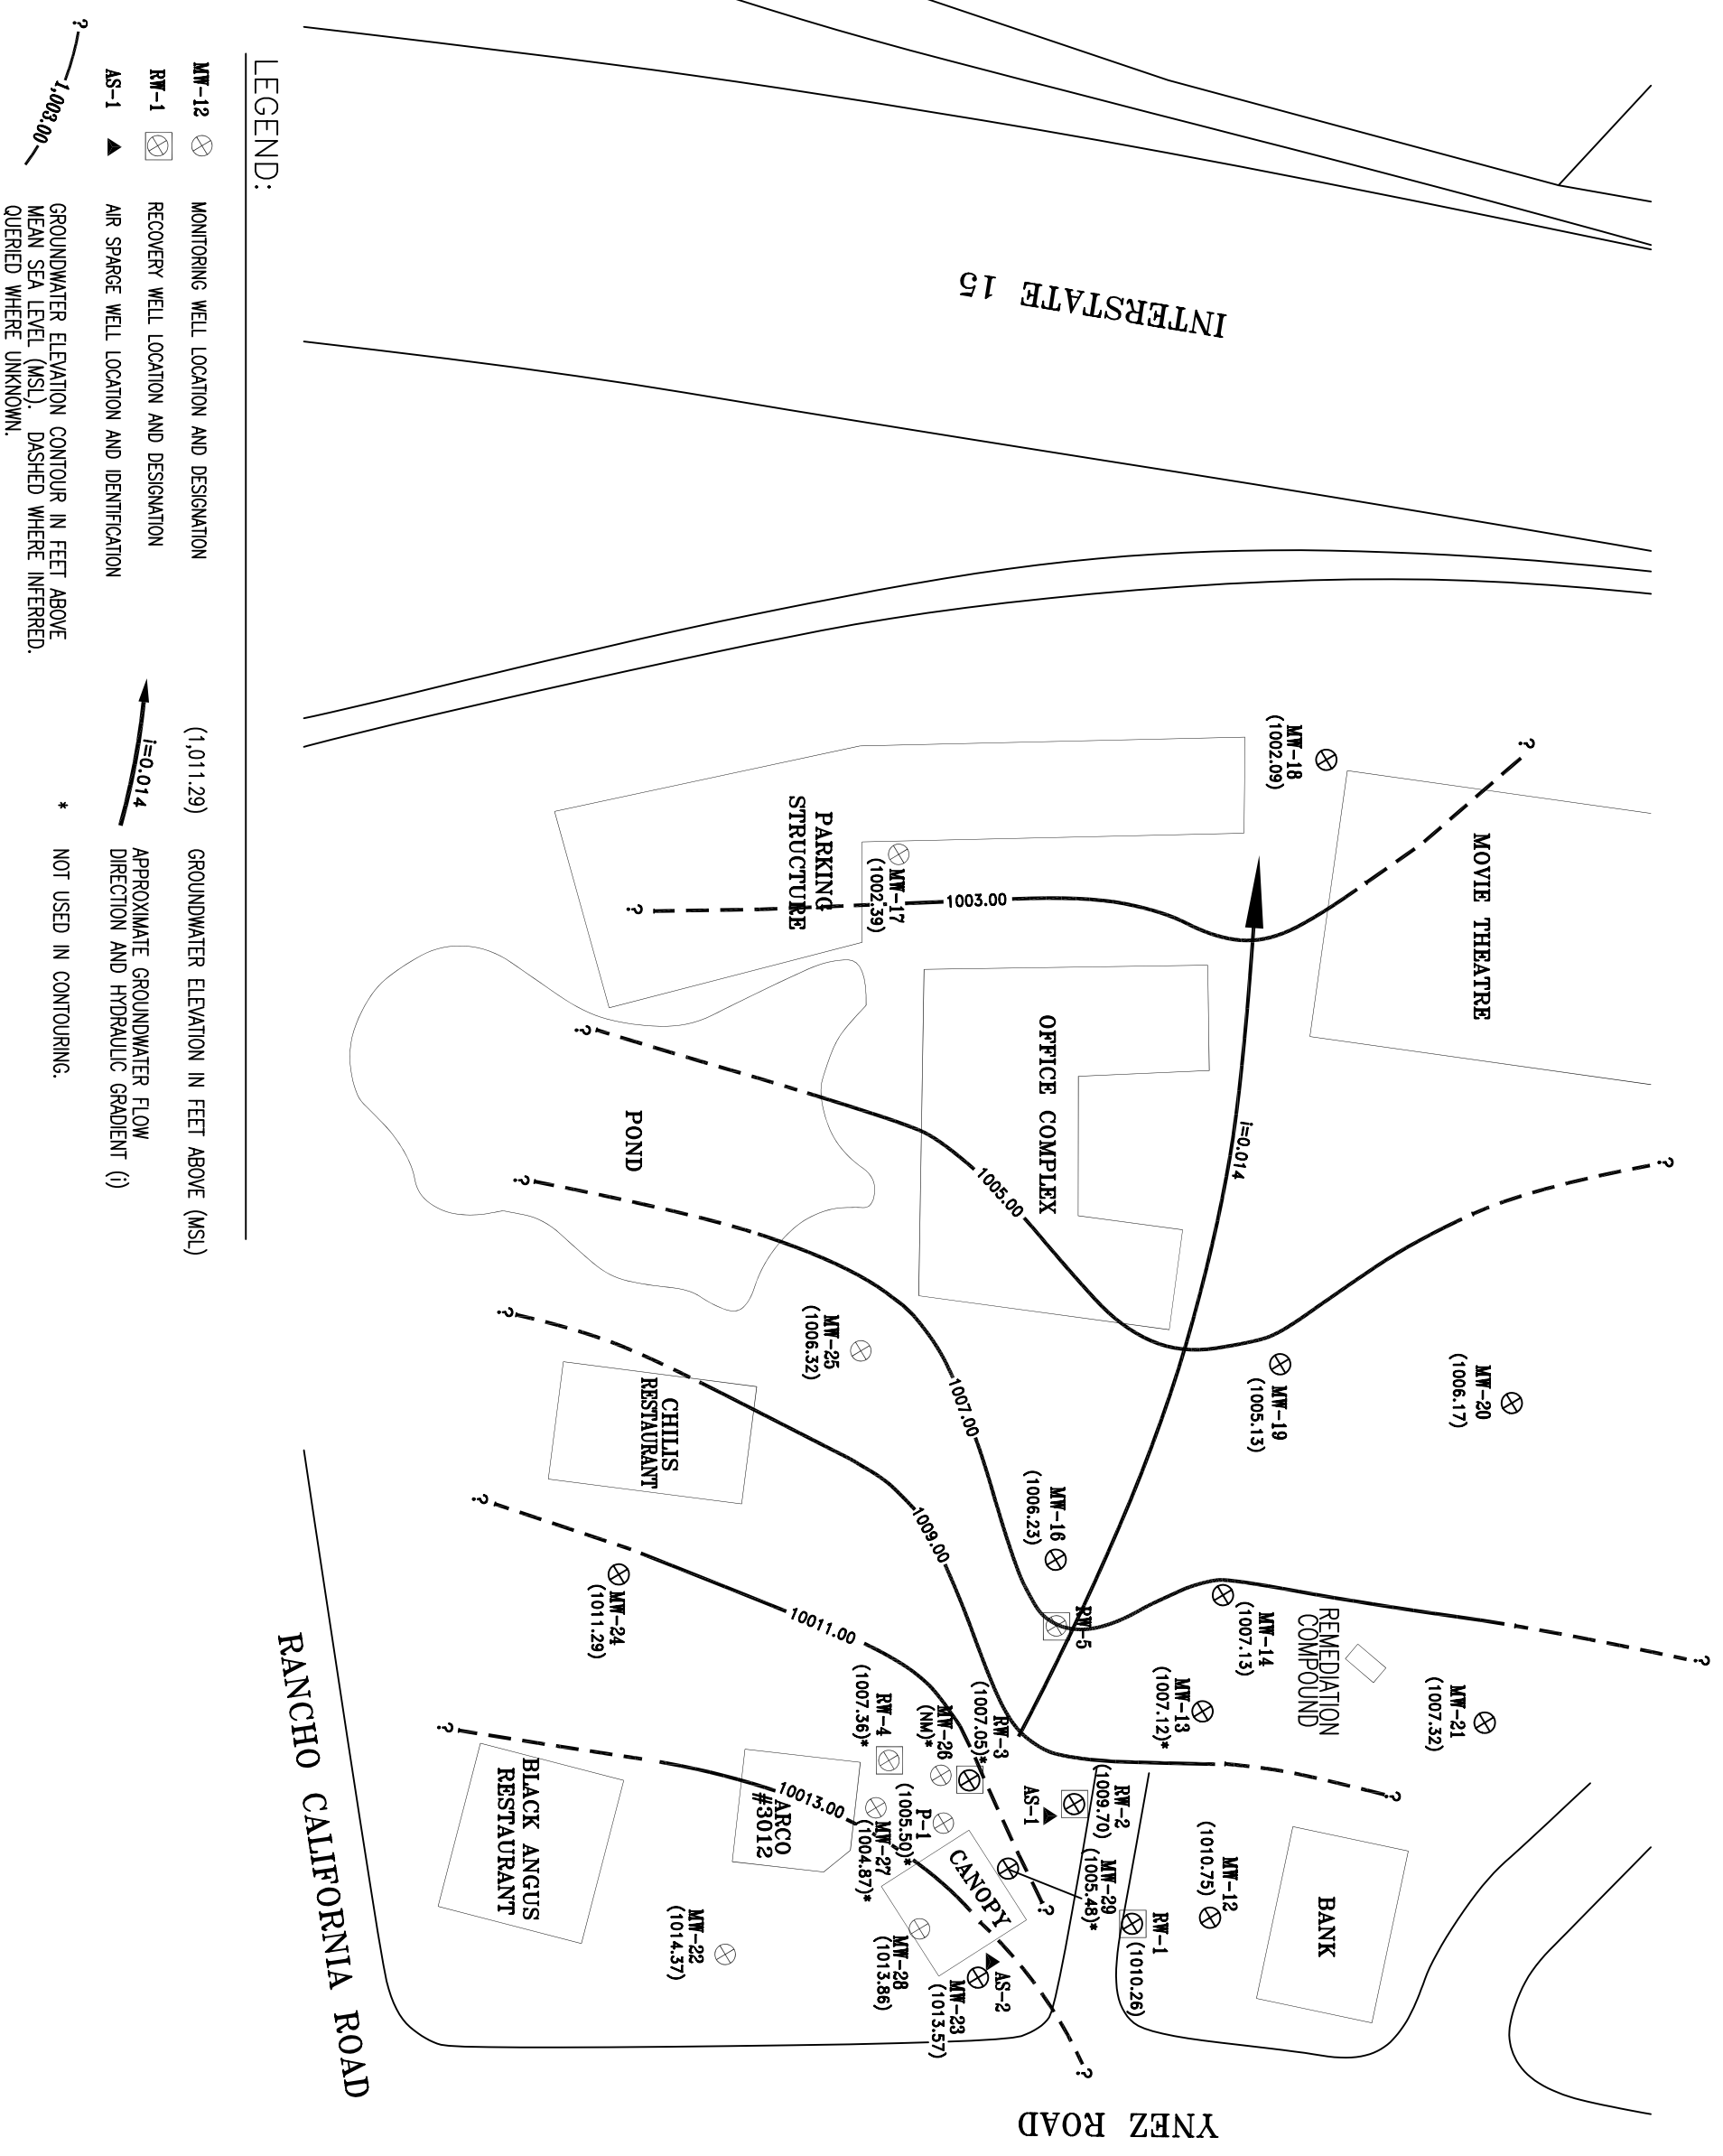 INTERSTATE 15
MW-18
(1002.09)
?
MOVIE THEATRE
PARKING
STRUCTURE
MW-17
(1002.39)
1003.00
?
OFFICE COMPLEX
i=0.014
?
POND
1005.00
?
?
MW-25
(1006.32)
1007.00
MW-19
(1005.13)
MW-20
(1006.17)
?
CHILIS
RESTAURANT
1009.00
MW-16
(1006.23)
?
MW-24
(1011.29)
10011.00
RW-5
MW-14
(1007.13)
REMEDIATION
COMPOUND
?
MW-21
(1007.32)
MW-13
(1007.12)*
RW-3
(1007.05)*
MW-26
(NM)*
RW-4
(1007.36)*
?
BLACK ANGUS
RESTAURANT
ARCO
#3012
10013.00
P-1
(1005.50)*
MW-27
(1004.87)*
AS-1
RW-2
(1009.70)
?
MW-29
(1005.48)*
CANOPY
?
MW-12
(1010.75)
BANK
RW-1
(1010.26)
MW-22
(1014.37)
MW-28
(1013.86)
AS-2
MW-23
(1013.57)
?
RANCHO CALIFORNIA ROAD
YNEZ ROAD
LEGEND:
MW-12 MONITORING WELL LOCATION AND DESIGNATION
RW-1 RECOVERY WELL LOCATION AND DESIGNATION
AS-1 AIR SPARGE WELL LOCATION AND IDENTIFICATION
? 1,003.00 GROUNDWATER ELEVATION CONTOUR IN FEET ABOVE
MEAN SEA LEVEL (MSL). DASHED WHERE INFERRED.
QUERIED WHERE UNKNOWN.
(1,011.29) GROUNDWATER ELEVATION IN FEET ABOVE (MSL)
i=0.014 APPROXIMATE GROUNDWATER FLOW
DIRECTION AND HYDRAULIC GRADIENT (i)
* NOT USED IN CONTOURING.